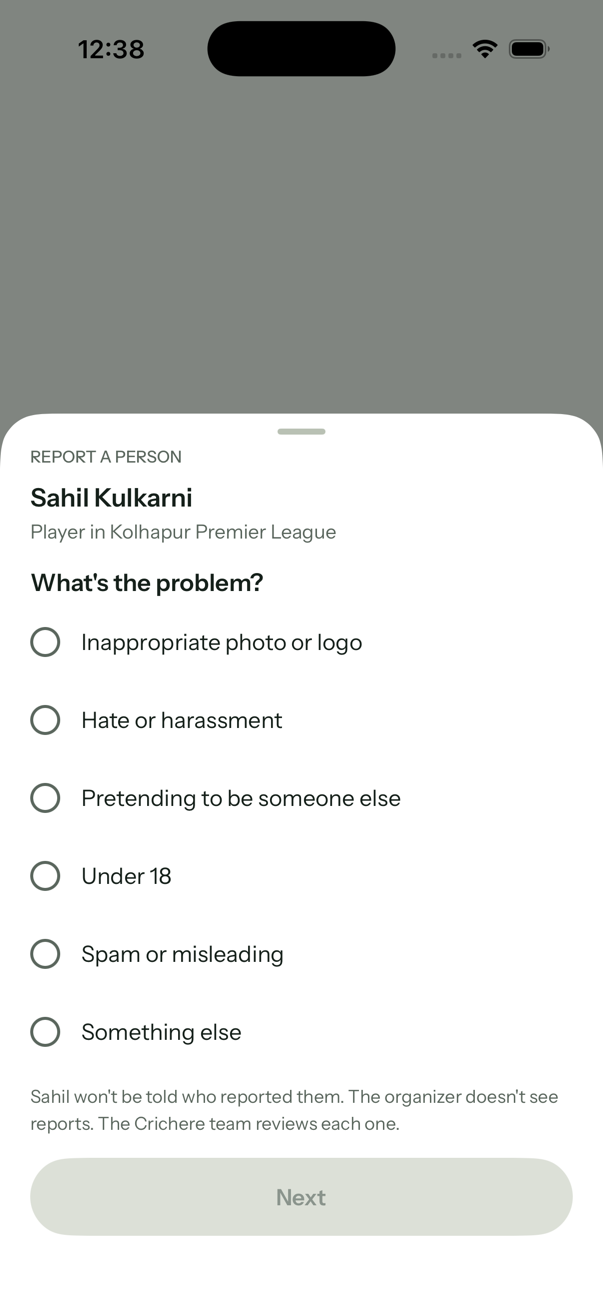 12:38
REPORT A PERSON
Sahil Kulkarni
Player in Kolhapur Premier League
What's the problem?
Inappropriate photo or logo
Hate or harassment
Pretending to be someone else
Under 18
Spam or misleading
Something else
Sahil won't be told who reported them. The organizer doesn't see
reports. The Crichere team reviews each one.
Next